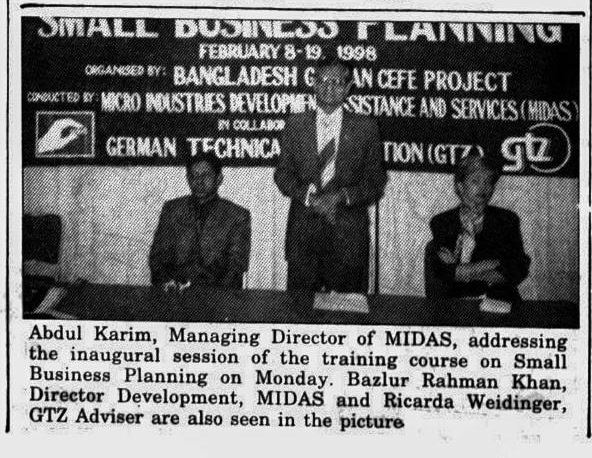 SMALL BUSINESS PLANNING
FEBRUARY 8-19, 1998
ORGANISED BY: BANGLADESH G AN CEFE PROJECT
CONDUCTED BY: MICRO INDUSTRIES DEVELOPMEN SISTANCE AND SERVICES (MIDAS)
IN COLLABOR
GERMAN TECHNICA TION (GTZ) gtz
Abdul Karim, Managing Director of MIDAS, addressing
the inaugural session of the training course on Small
Business Planning on Monday. Bazlur Rahman Khan,
Director Development, MIDAS and Ricarda Weidinger,
GTZ Adviser are also seen in the picture